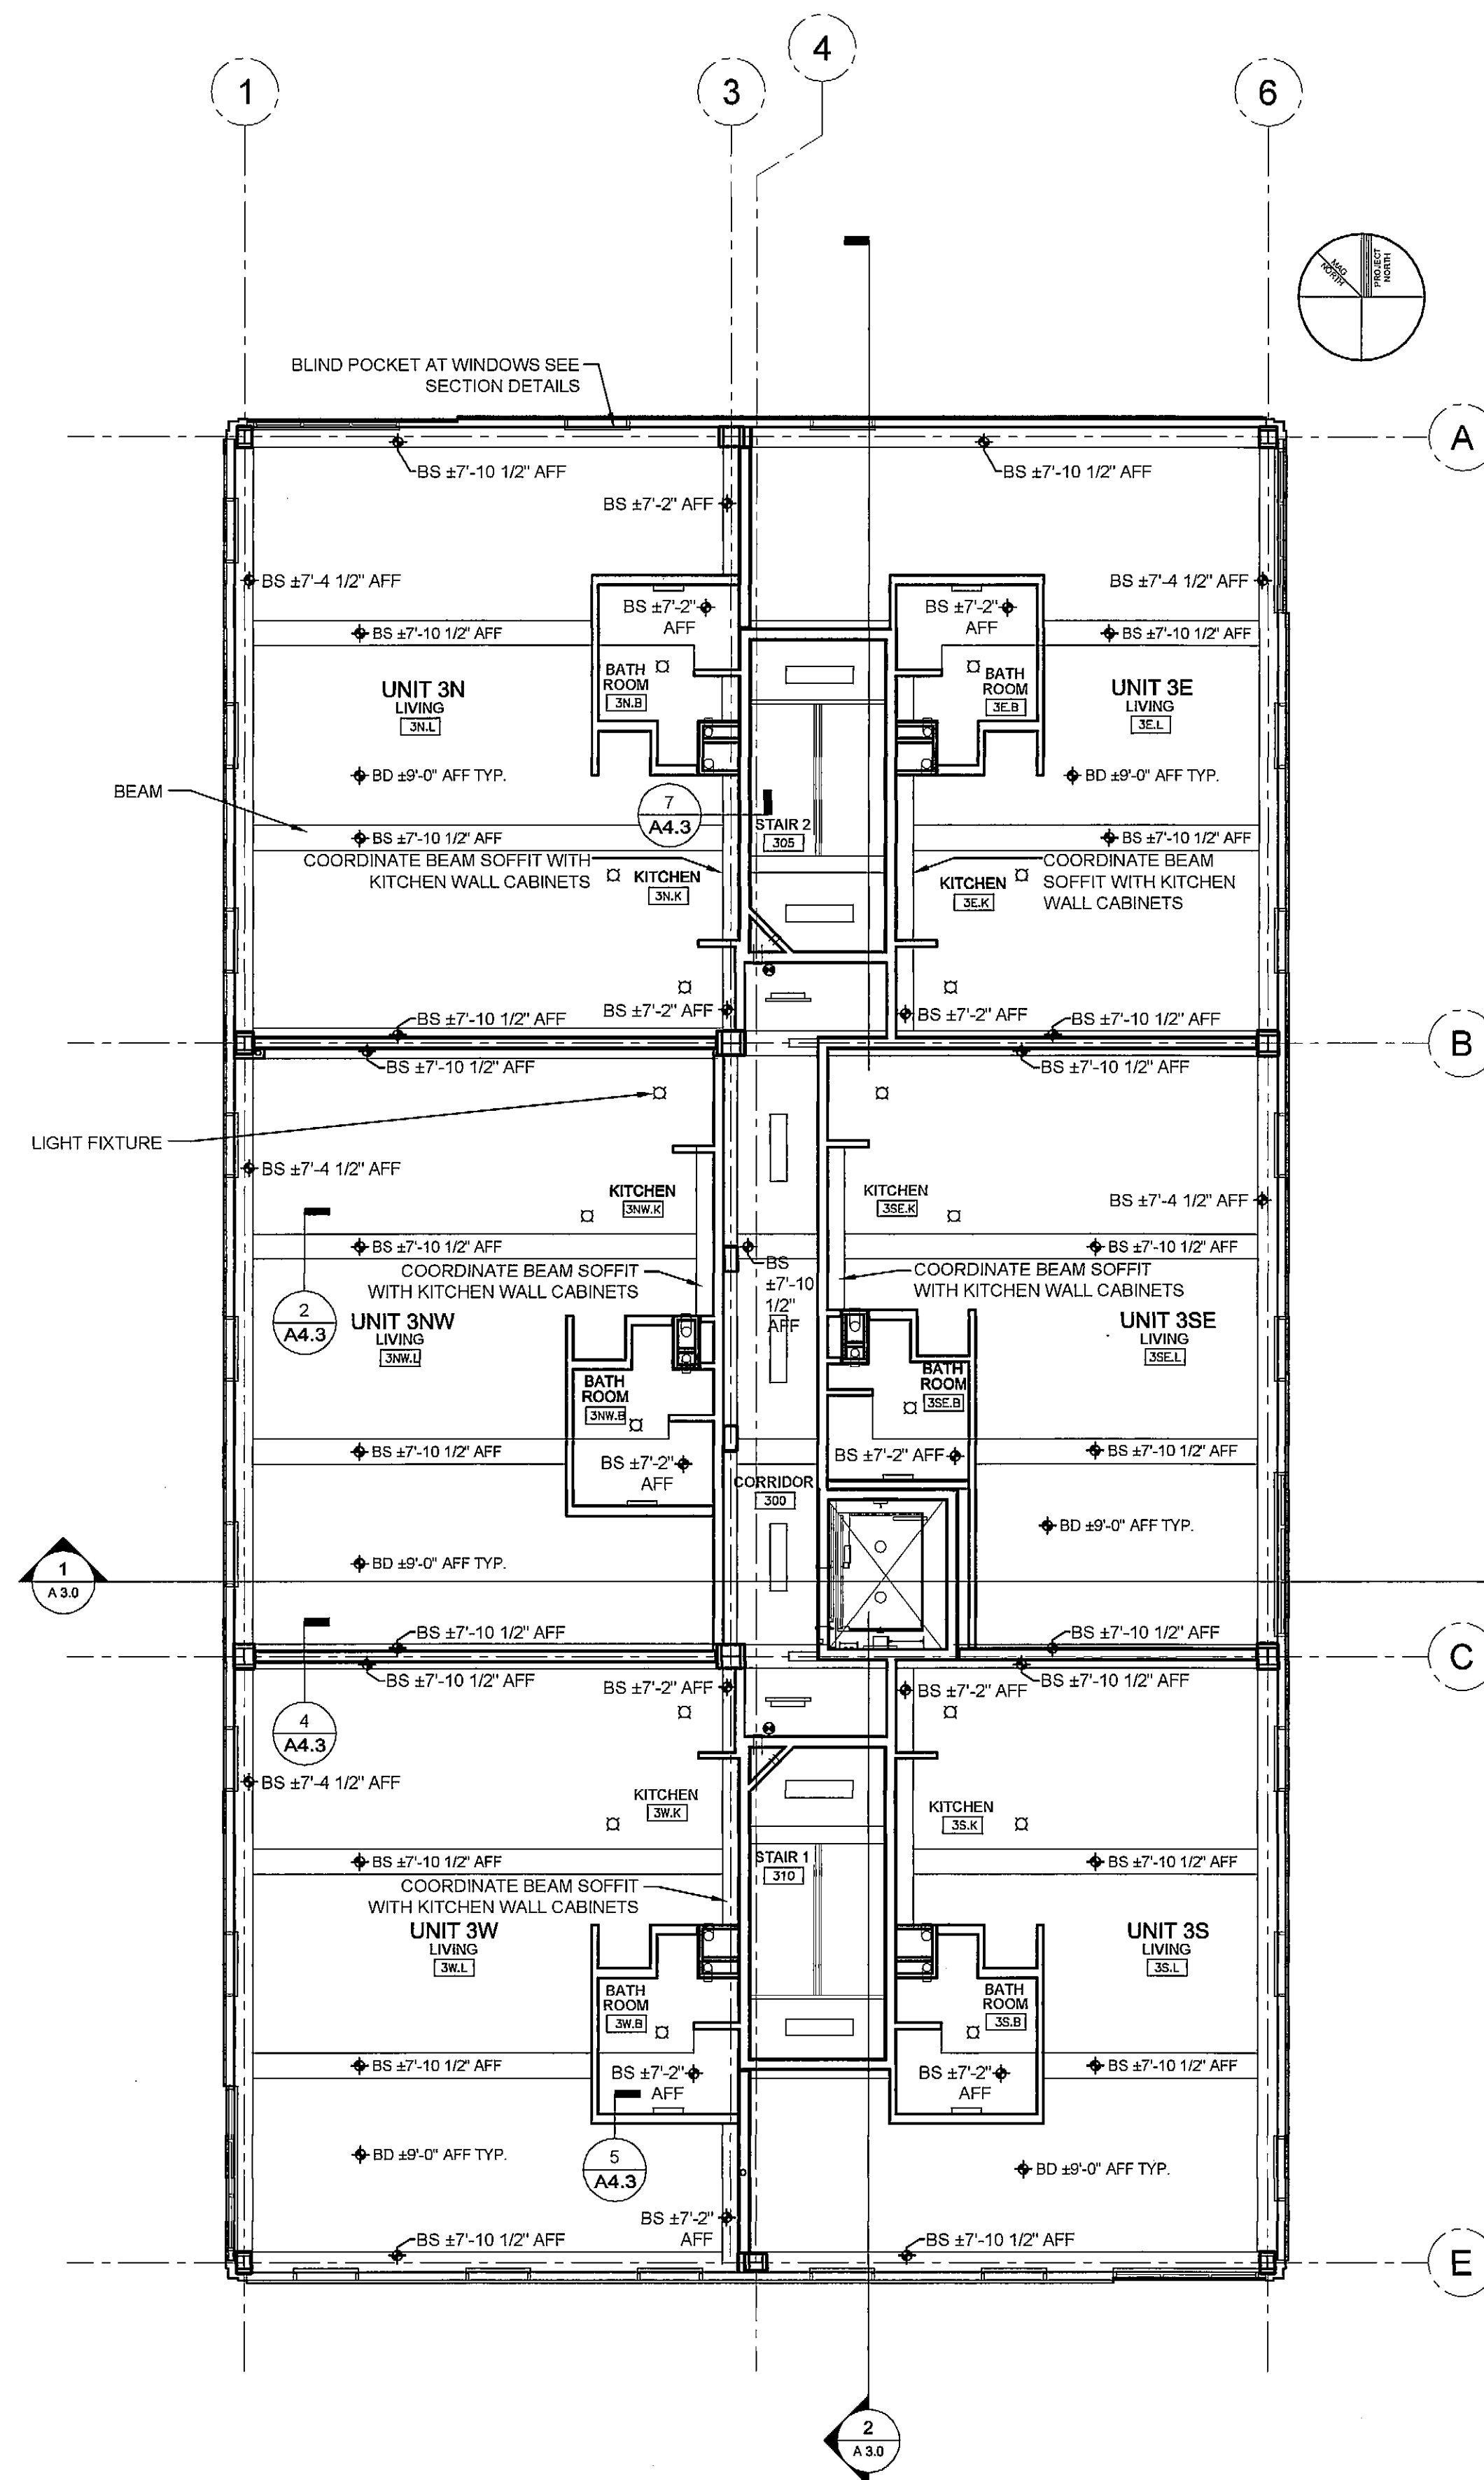 4
1
3
6
MAG
NORTH
PROJECT
NORTH
BLIND POCKET AT WINDOWS SEE
SECTION DETAILS
A
BS ±7'-10 1/2" AFF
BS ±7'-10 1/2" AFF
BS ±7'-2" AFF
BS ±7'-4 1/2" AFF
BS ±7'-4 1/2" AFF
BS ±7'-2"
AFF
BS ±7'-2"
AFF
BS ±7'-10 1/2" AFF
BS ±7'-10 1/2" AFF
UNIT 3N
LIVING
3N.L
BATH
ROOM
3N.B
BATH
ROOM
3E.B
UNIT 3E
LIVING
3E.L
BD ±9'-0" AFF TYP.
BD ±9'-0" AFF TYP.
BEAM
7
A4.3
STAIR 2
305
BS ±7'-10 1/2" AFF
BS ±7'-10 1/2" AFF
COORDINATE BEAM SOFFIT WITH
KITCHEN WALL CABINETS
KITCHEN
3N.K
KITCHEN
3E.K
COORDINATE BEAM
SOFFIT WITH KITCHEN
WALL CABINETS
BS ±7'-2" AFF
BS ±7'-2" AFF
BS ±7'-10 1/2" AFF
BS ±7'-10 1/2" AFF
B
BS ±7'-10 1/2" AFF
BS ±7'-10 1/2" AFF
LIGHT FIXTURE
BS ±7'-4 1/2" AFF
BS ±7'-4 1/2" AFF
KITCHEN
3NW.K
KITCHEN
3SE.K
BS ±7'-10 1/2" AFF
BS
±7'-10
1/2"
AFF
BS ±7'-10 1/2" AFF
COORDINATE BEAM SOFFIT
WITH KITCHEN WALL CABINETS
COORDINATE BEAM SOFFIT
WITH KITCHEN WALL CABINETS
2
A4.3
UNIT 3NW
LIVING
3NW.L
UNIT 3SE
LIVING
3SE.L
BATH
ROOM
3NW.B
BATH
ROOM
3SE.B
BS ±7'-10 1/2" AFF
BS ±7'-2"
AFF
BS ±7'-2" AFF
BS ±7'-10 1/2" AFF
CORRIDOR
300
BD ±9'-0" AFF TYP.
BD ±9'-0" AFF TYP.
1
A 3.0
BS ±7'-10 1/2" AFF
BS ±7'-10 1/2" AFF
C
BS ±7'-10 1/2" AFF
BS ±7'-2" AFF
BS ±7'-2" AFF
BS ±7'-10 1/2" AFF
4
A4.3
BS ±7'-4 1/2" AFF
KITCHEN
3W.K
KITCHEN
3S.K
BS ±7'-10 1/2" AFF
STAIR 1
310
BS ±7'-10 1/2" AFF
COORDINATE BEAM SOFFIT
WITH KITCHEN WALL CABINETS
UNIT 3W
LIVING
3W.L
UNIT 3S
LIVING
3S.L
BATH
ROOM
3W.B
BATH
ROOM
3S.B
BS ±7'-10 1/2" AFF
BS ±7'-2"
AFF
BS ±7'-2"
AFF
BS ±7'-10 1/2" AFF
BD ±9'-0" AFF TYP.
5
A4.3
BD ±9'-0" AFF TYP.
BS ±7'-2"
AFF
BS ±7'-10 1/2" AFF
BS ±7'-10 1/2" AFF
E
2
A 3.0